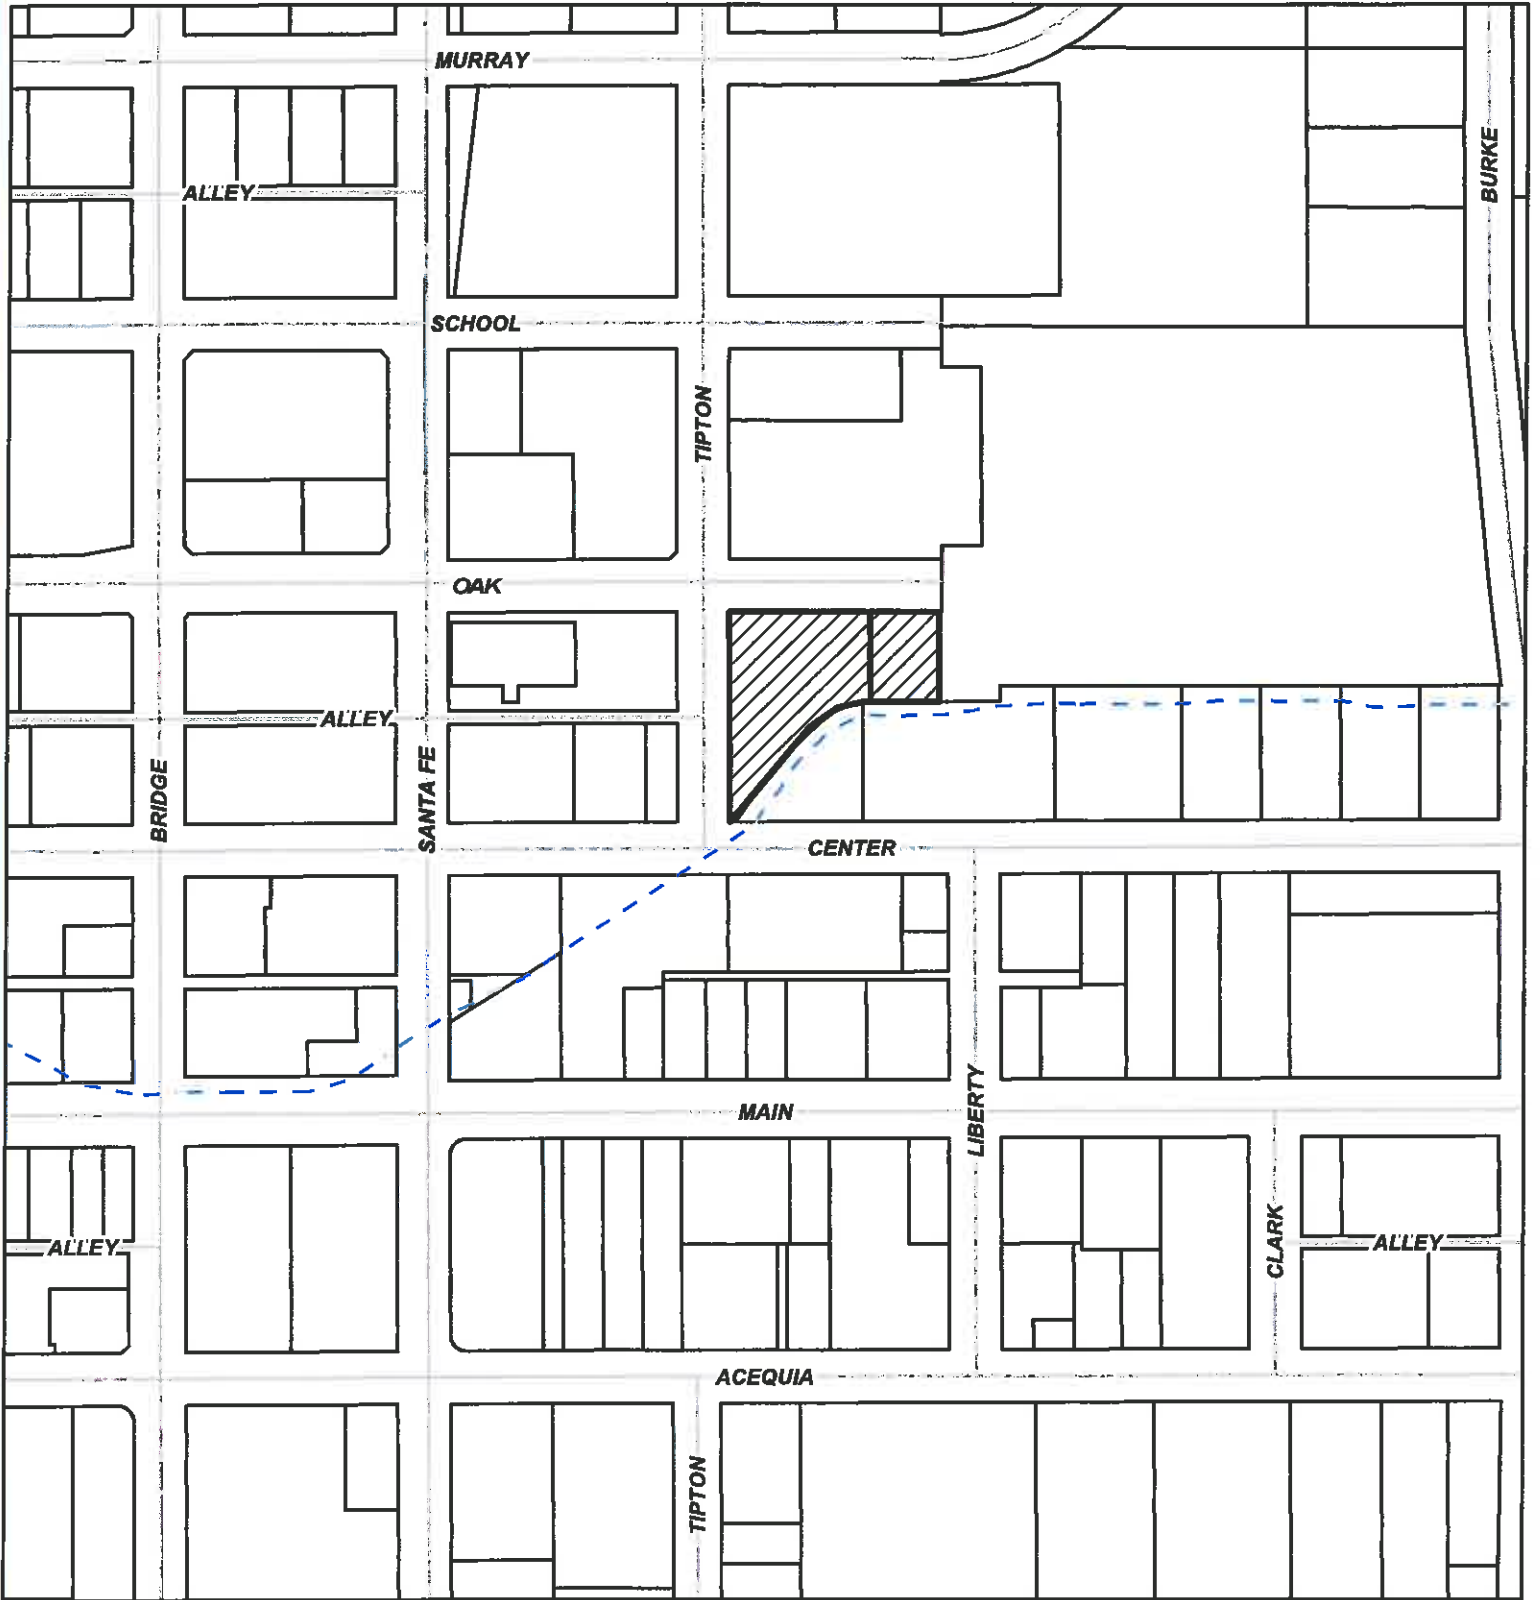 MURRAY
BURKE
ALLEY
SCHOOL
TIPTON
OAK
ALLEY
BRIDGE
SANTA FE
CENTER
MAIN
LIBERTY
CLARK
ALLEY
ALLEY
ACEQUIA
TIPTON